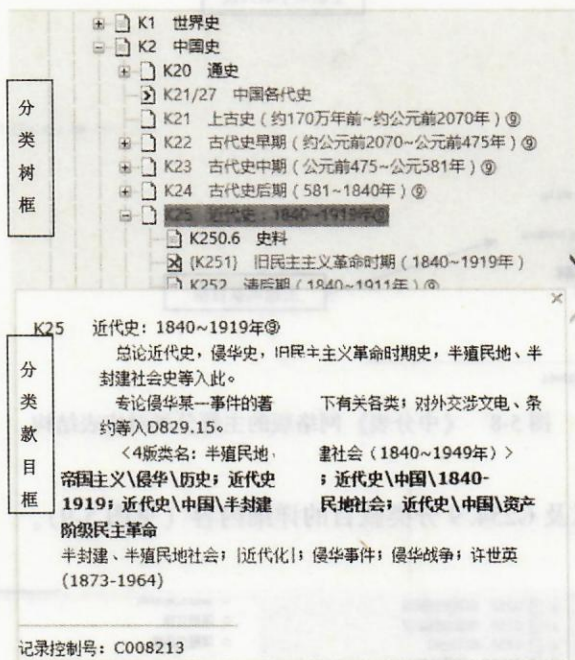 K1 世界史
K2 中国史
K20 通史
K21/27 中国各代史
K21 上古史（约170万年前~约公元前2070年）⑨
K22 古代史早期（约公元前2070~公元前475年）⑨
K23 古代史中期（公元前475~公元581年）⑨
K24 古代史后期（581~1840年）⑨
K25 近代史：1840~1919年⑨
K250.6 史料
{K251} 旧民主主义革命时期（1840~1919年）
K252 清后期（1840~1911年）⑨
分类树框
K25 近代史：1840~1919年⑨
总论近代史，侵华史，旧民主主义革命时期史，半殖民地、半
封建社会史等入此。
专论侵华某一事件的著 下有关各类；对外交涉文电、条
约等入D829.15。
<4版类名：半殖民地、 建社会（1840~1949年）>
帝国主义\侵华\历史；近代史 ；近代史\中国\1840-
1919；近代史\中国\半封建 民地社会；近代史\中国\资产
阶级民主革命
半封建、半殖民地社会；|近代化|；侵华事件；侵华战争；许世英
(1873-1964)
分类款目框
记录控制号：C008213